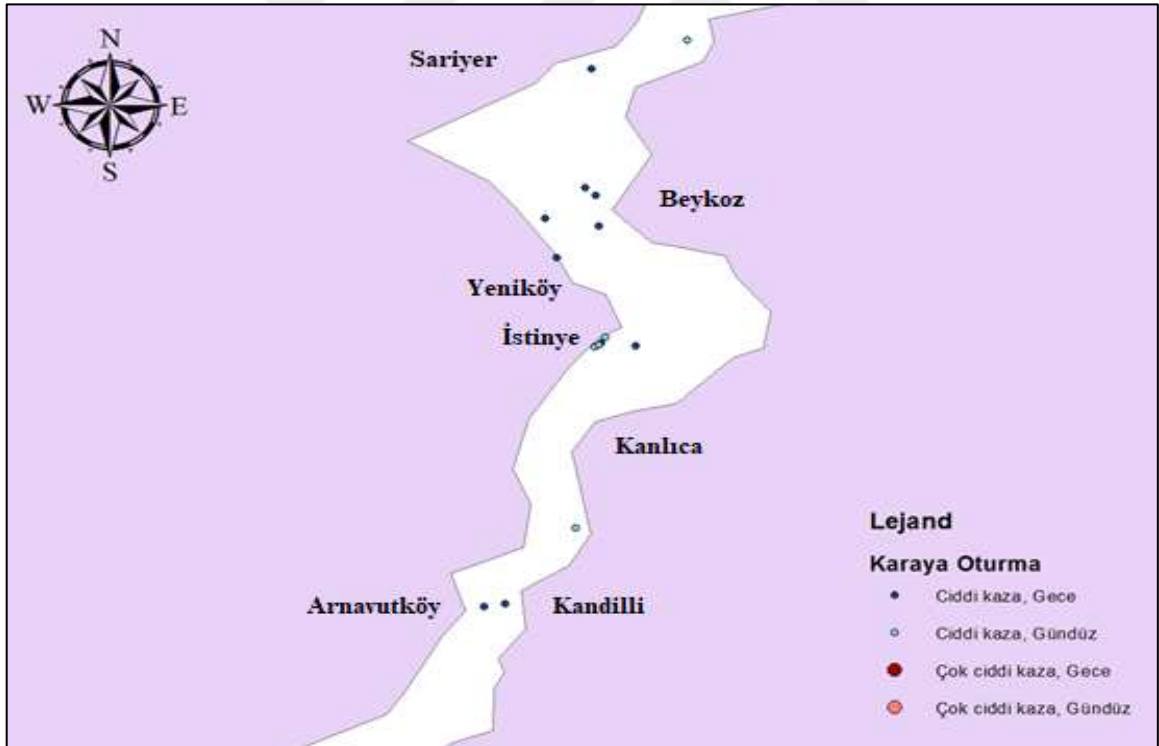 N
Sariyer
W
E
S
Beykoz
Yeniköy
İstinye
Kanlıca
Lejand
Karaya Oturma
Ciddi kaza, Gece
Arnavutköy
Kandilli
Ciddi kaza, Gündüz
Çok ciddi kaza, Gece
Çok ciddi kaza, Gündüz